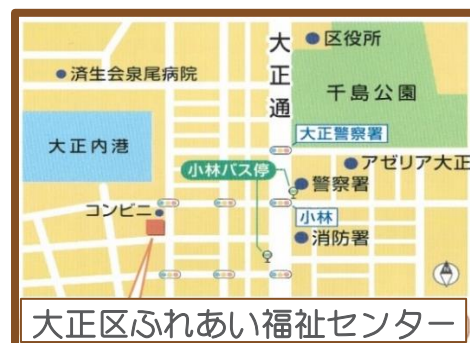 大正通
区役所
済生会泉尾病院
千島公園
大正警察署
大正内港
アゼリア大正
小林バス停
警察署
コンビニ
小林
消防署
大正区ふれあい福祉センター